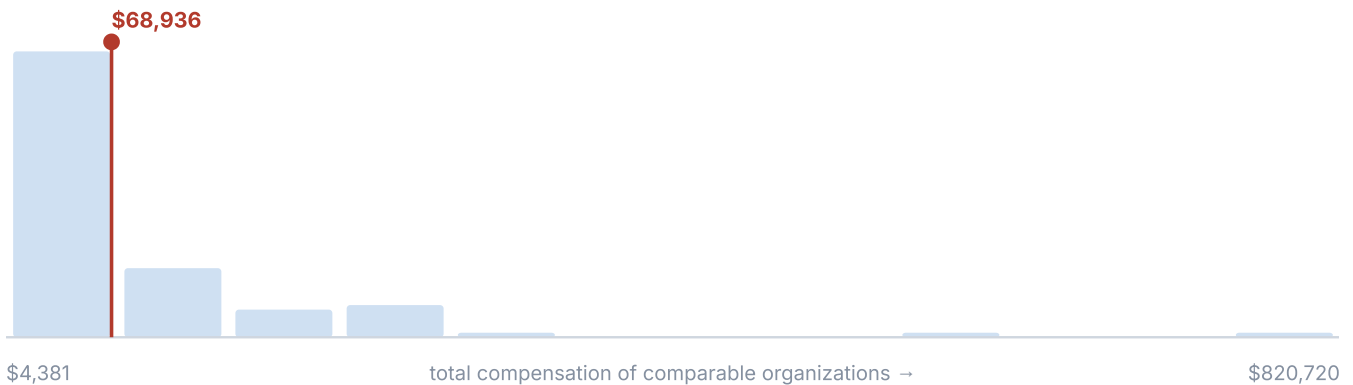 $68,936
$4,381
total compensation of comparable organizations →
$820,720